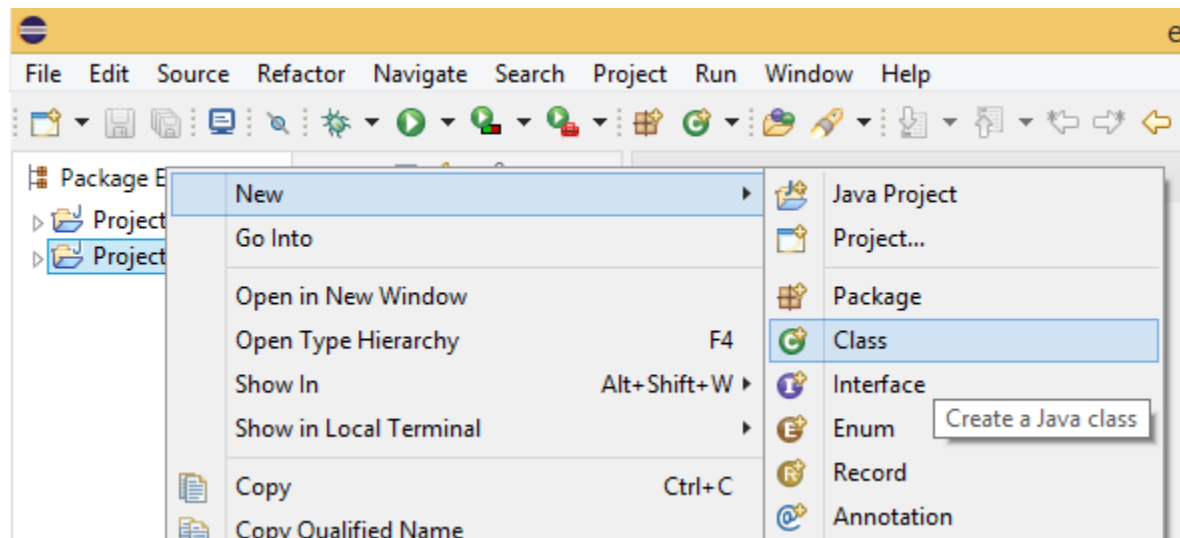 e
File Edit Source Refactor Navigate Search Project Run Window Help
Package E
Project
Project
New
Go Into
Open in New Window
Open Type Hierarchy F4
Show In Alt+Shift+W
Show in Local Terminal
Copy Ctrl+C
Copy Qualified Name
Java Project
Project...
Package
Class
Interface
Create a Java class
Enum
Record
Annotation